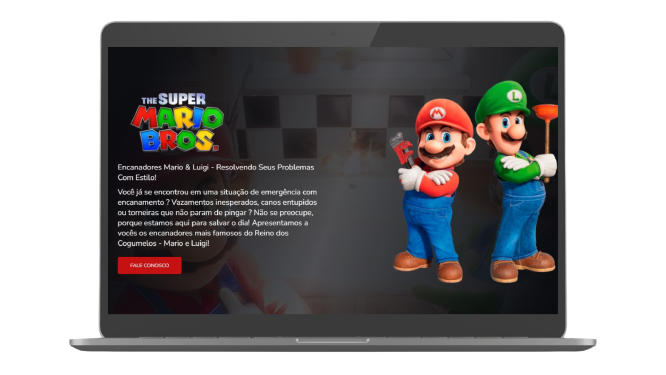 THE SUPER
MARIO
BROS.
Encanadores Mario & Luigi - Resolvendo Seus Problemas
Com Estilo!
Você já se encontrou em uma situação de emergência com
encanamento ? Vazamentos inesperados, canos entupidos
ou torneiras que não param de pingar ? Não se preocupe,
porque estamos aqui para salvar o dia! Apresentamos a
vocês os encanadores mais famosos do Reino dos
Cogumelos - Mario e Luigi!
FALE CONOSCO
M
L